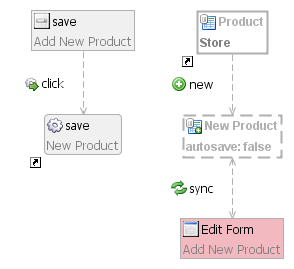 save
Add New Product
click
save
New Product
Product
Store
new
New Product
autosave: false
sync
Edit Form
Add New Product